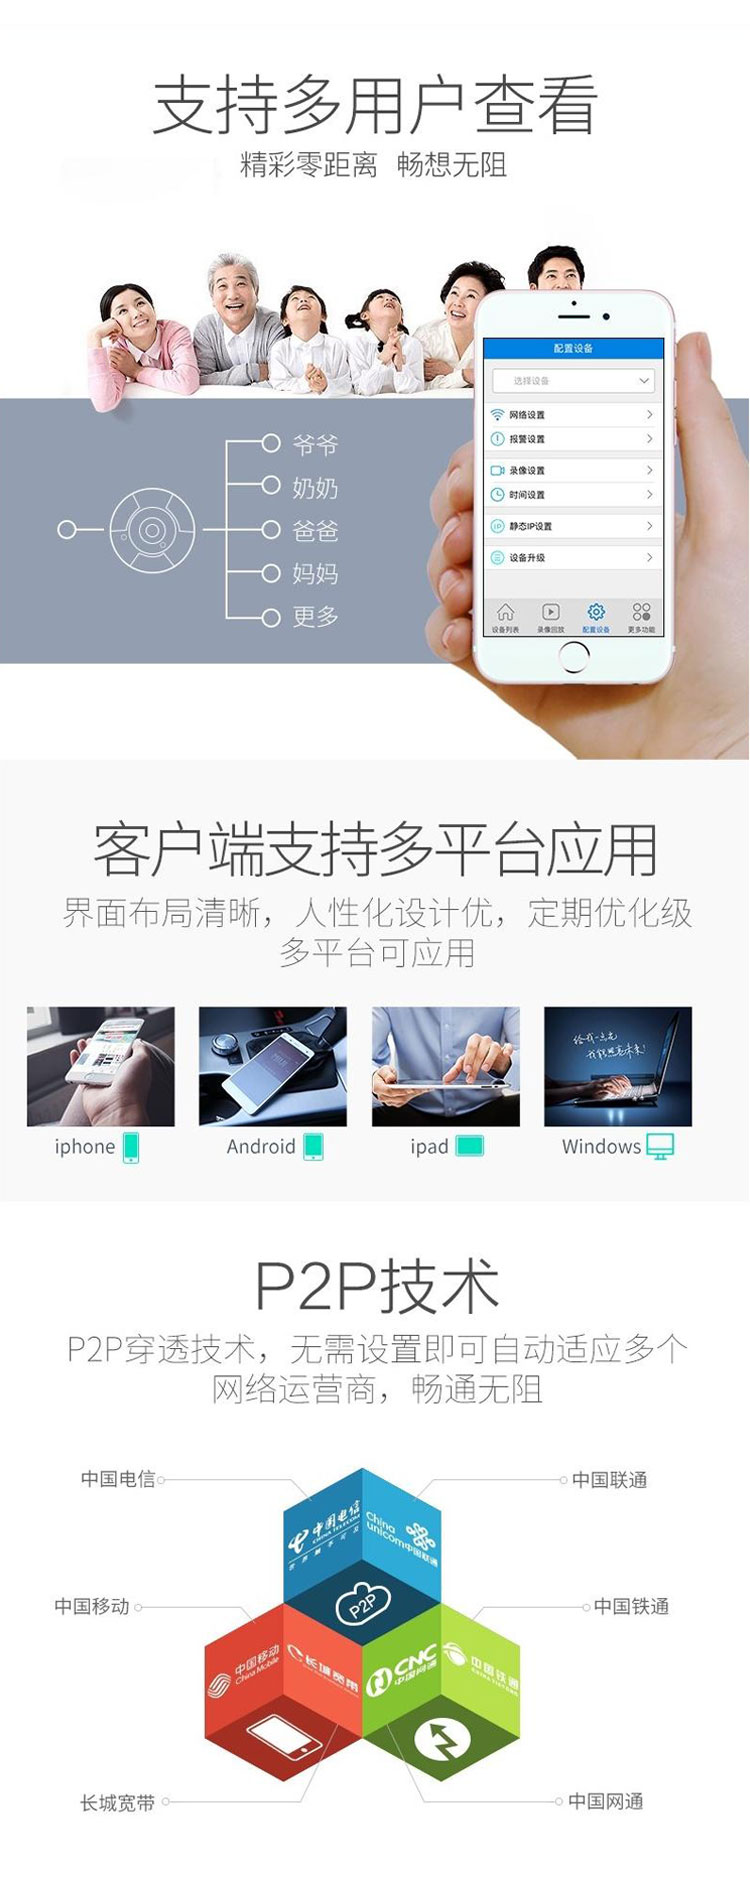 支持多用户查看
精彩零距离 畅想无阻
配置设备
选择设备
网络设置
报警设置
录像设置
时间设置
静态IP设置
设备升级
设备列表
录像回放
配置设备
更多功能
爷爷
奶奶
爸爸
妈妈
更多
客户端支持多平台应用
界面布局清晰，人性化设计优，定期优化级
多平台可应用
给我一点光
iphone
Android
ipad
Windows
P2P技术
P2P穿透技术，无需设置即可自动适应多个
网络运营商，畅通无阻
中国电信
中国联通
中国电信
CHINA TELECOM
China
unicom中国联通
P2P
中国移动
中国铁通
中国移动
China Mobile
长城宽带
CNC
中国网通
中国铁通
长城宽带
中国网通